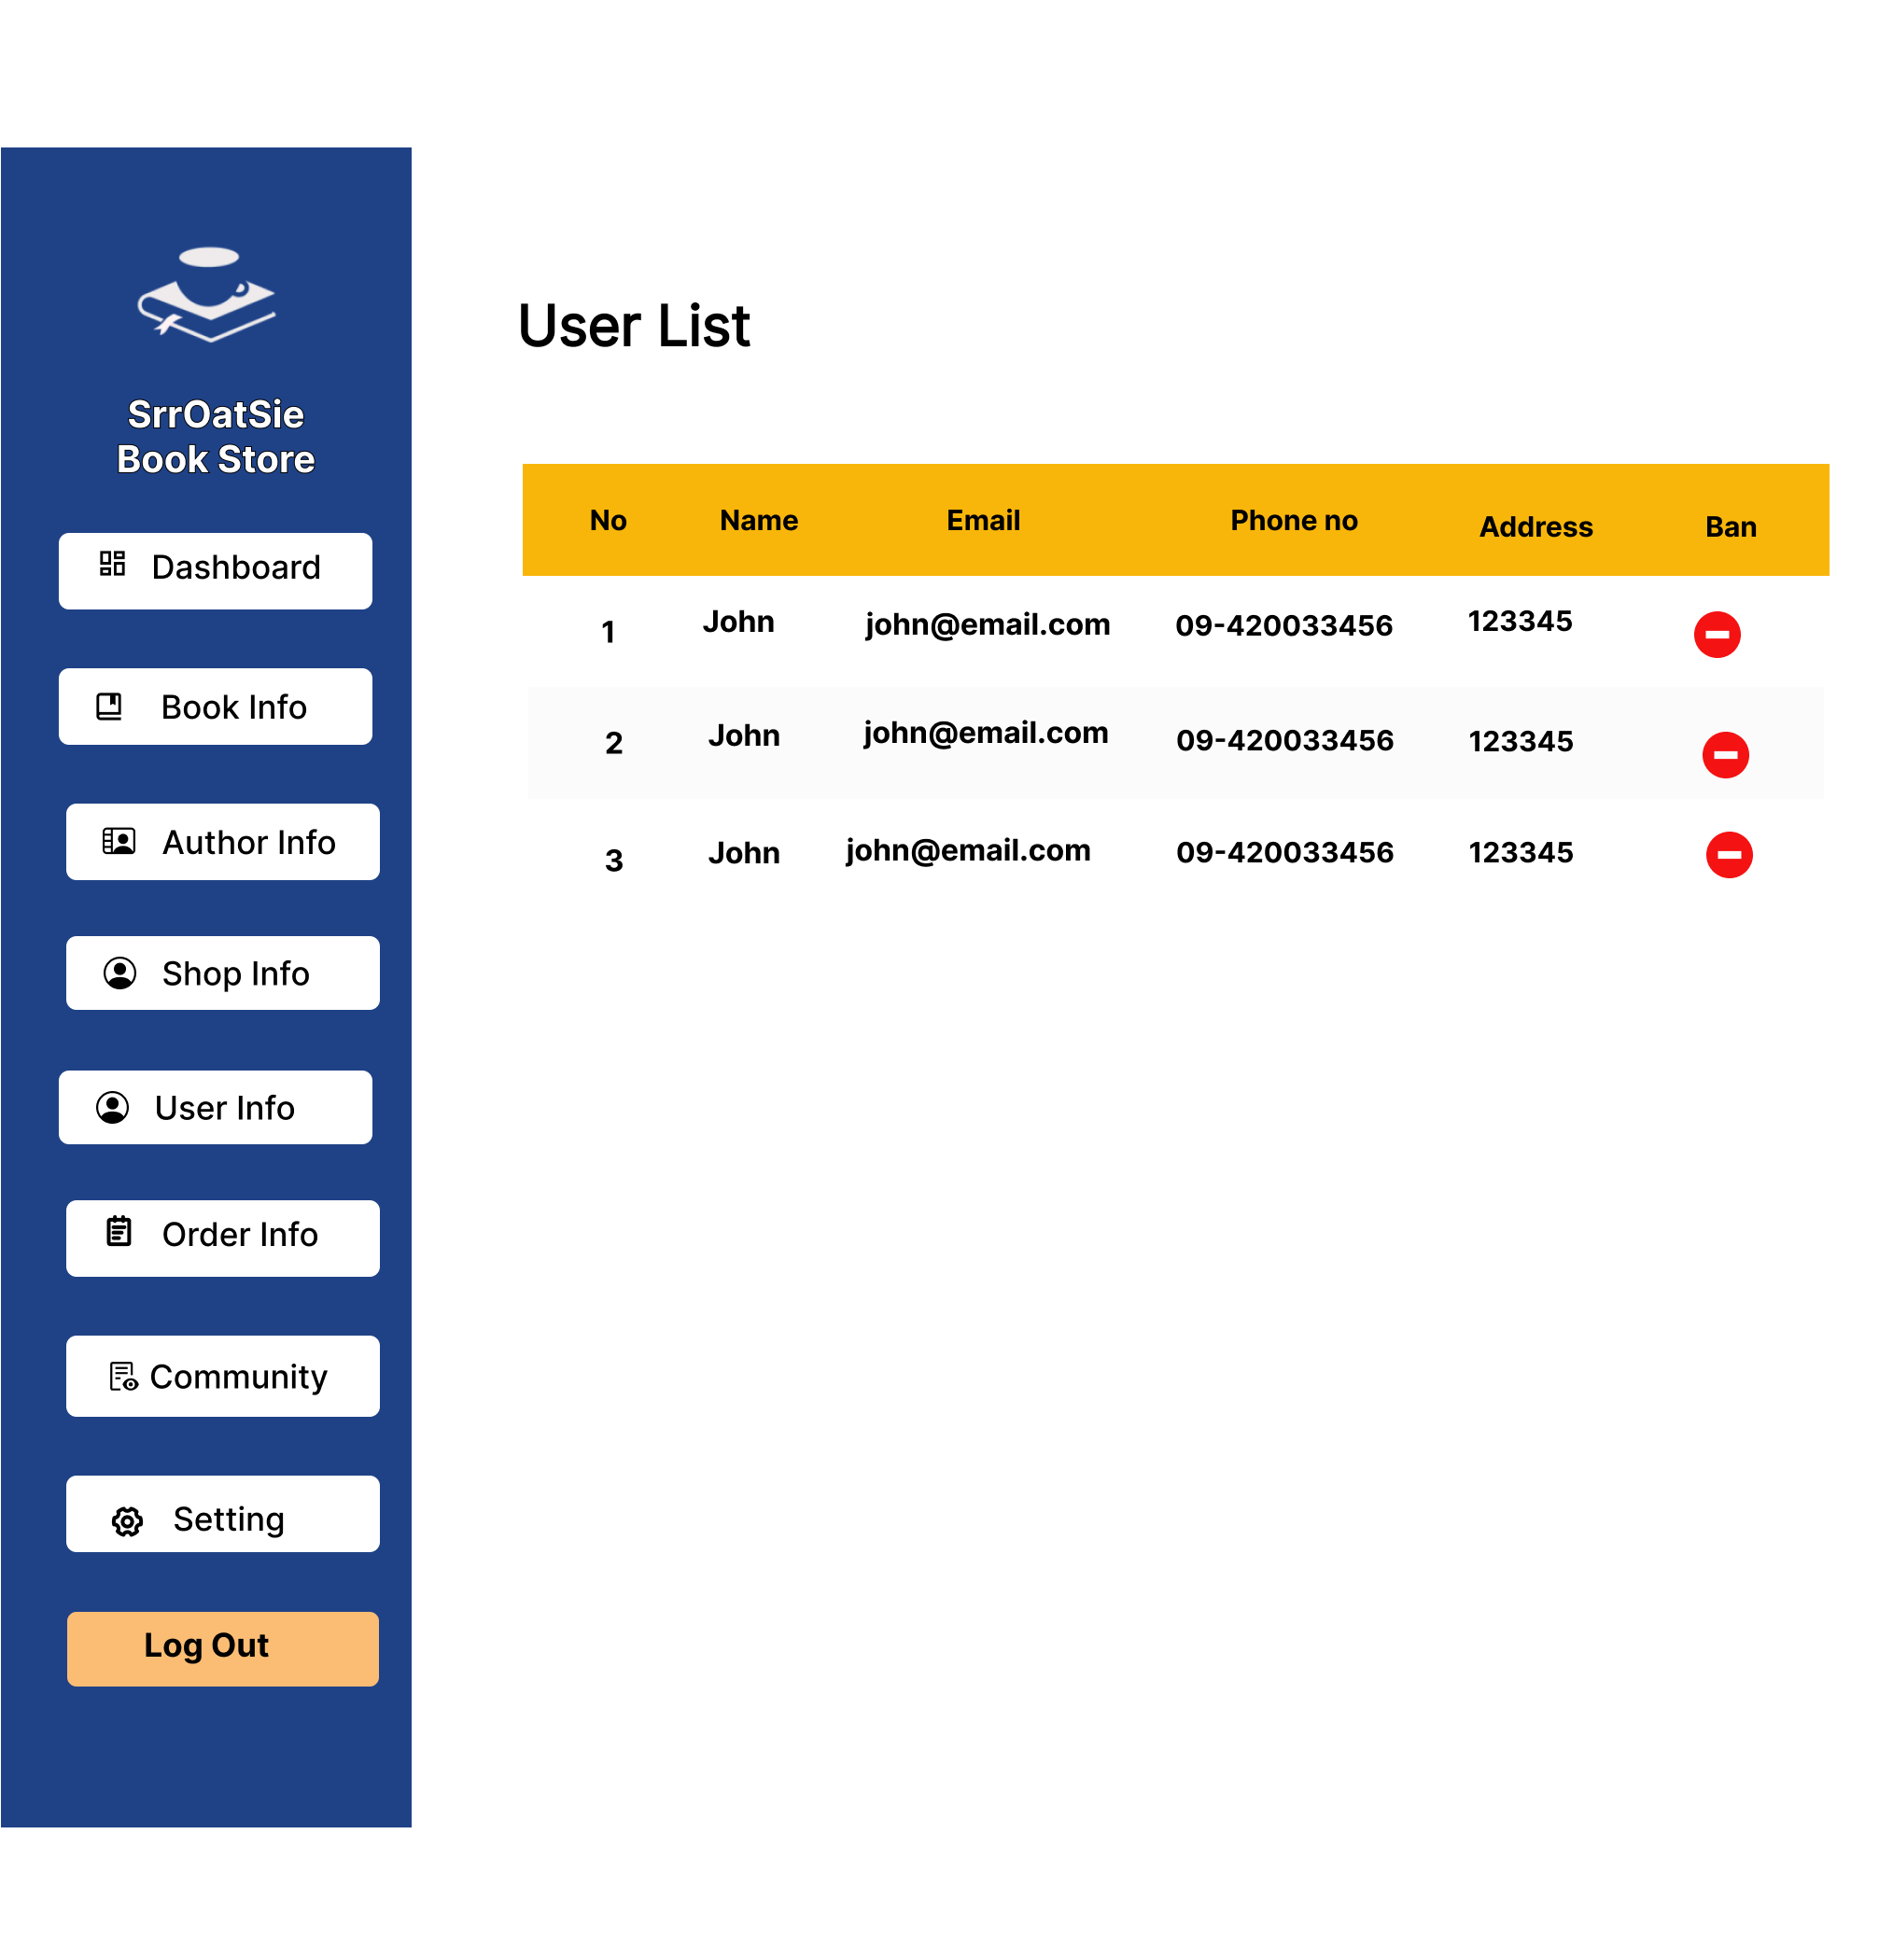 SrrOatSie
Book Store
Dashboard
Book Info
Author Info
Shop Info
User Info
Order Info
Community
Setting
Log Out
User List
No Name Email Phone no Address Ban
1 John john@email.com 09-420033456 123345
2 John john@email.com 09-420033456 123345
3 John john@email.com 09-420033456 123345